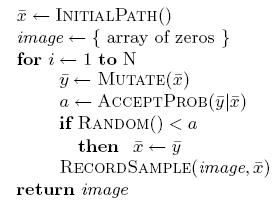 x̄ ← INITIALPATH()
image ← { array of zeros }
for i ← 1 to N
ȳ ← MUTATE(x̄)
a ← ACCEPTPROB(ȳ|x̄)
if RANDOM() < a
then x̄ ← ȳ
RECORDSAMPLE(image, x̄)
return image